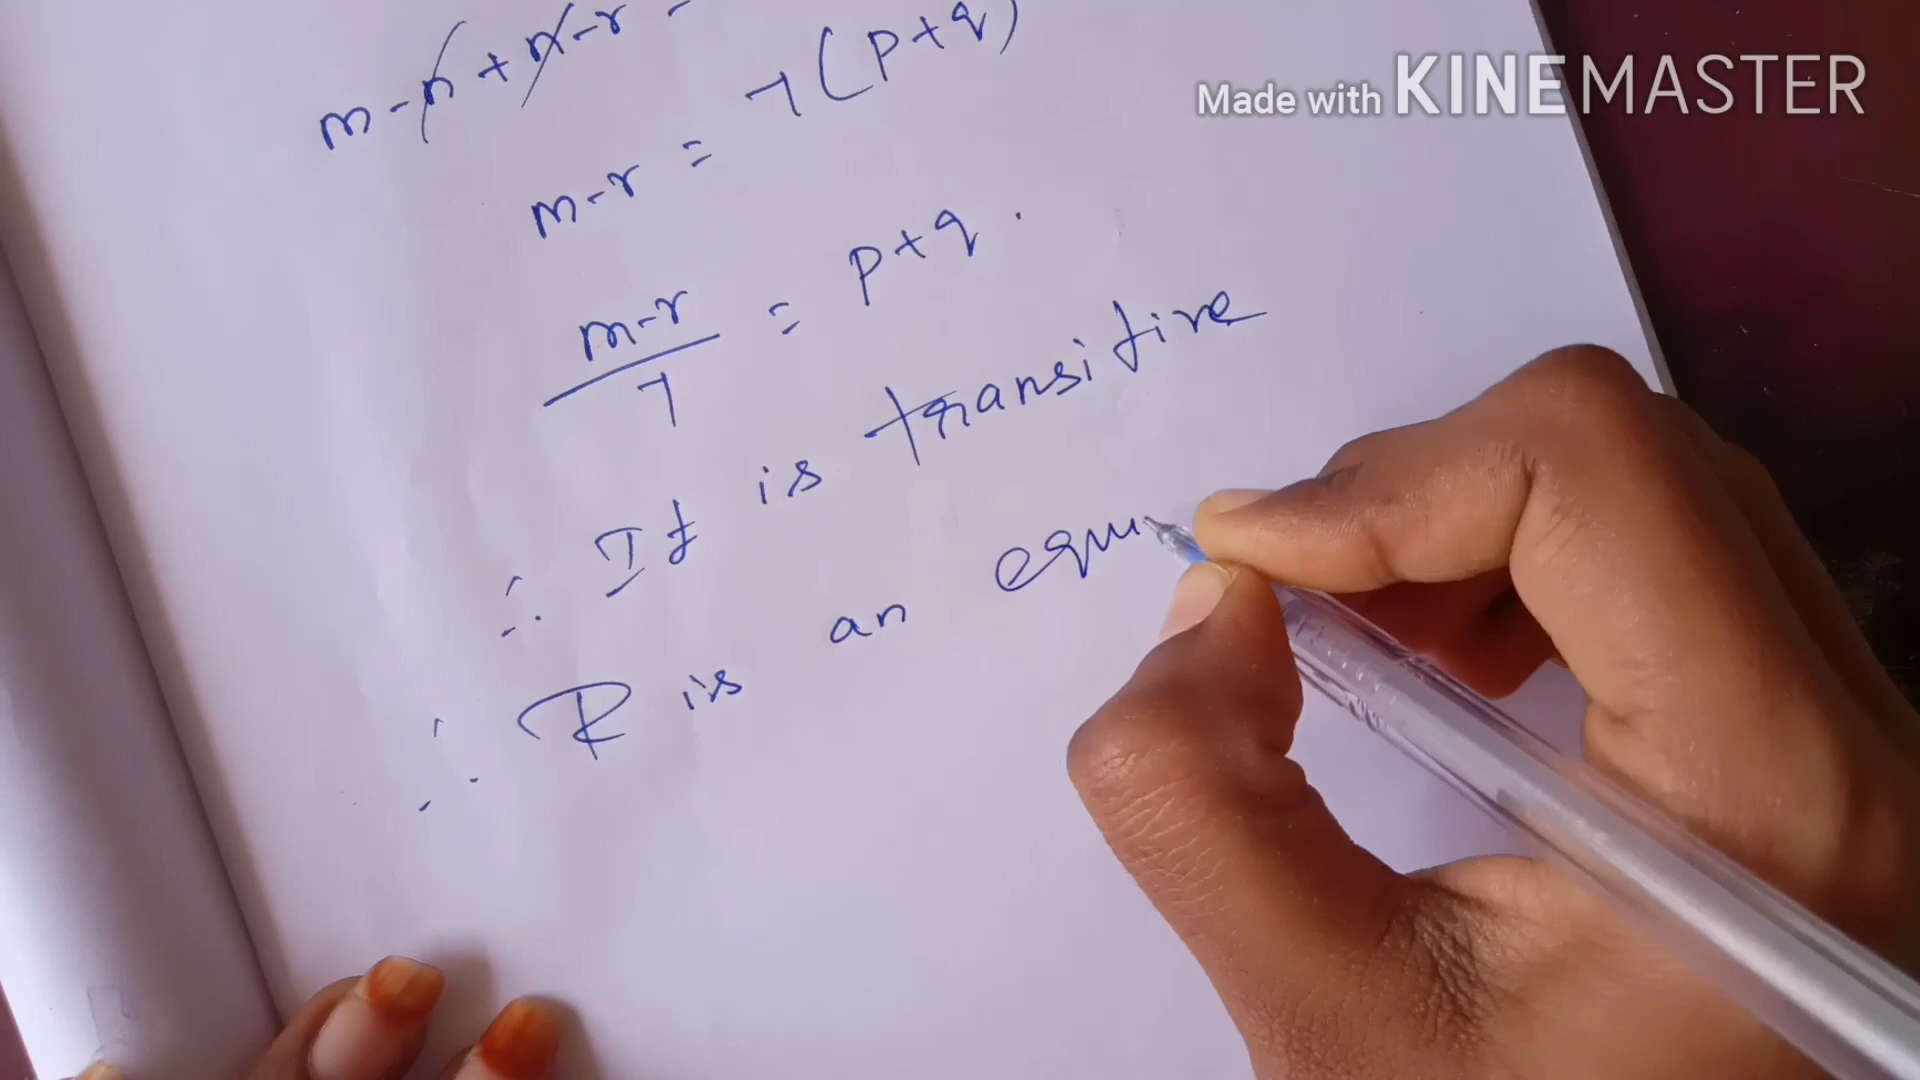 m-n+n-r =
m-r = 7(p+q)
m-r/7 = p+q.
∴ It is transitive
∴ R is an equ
Made with KINEMASTER